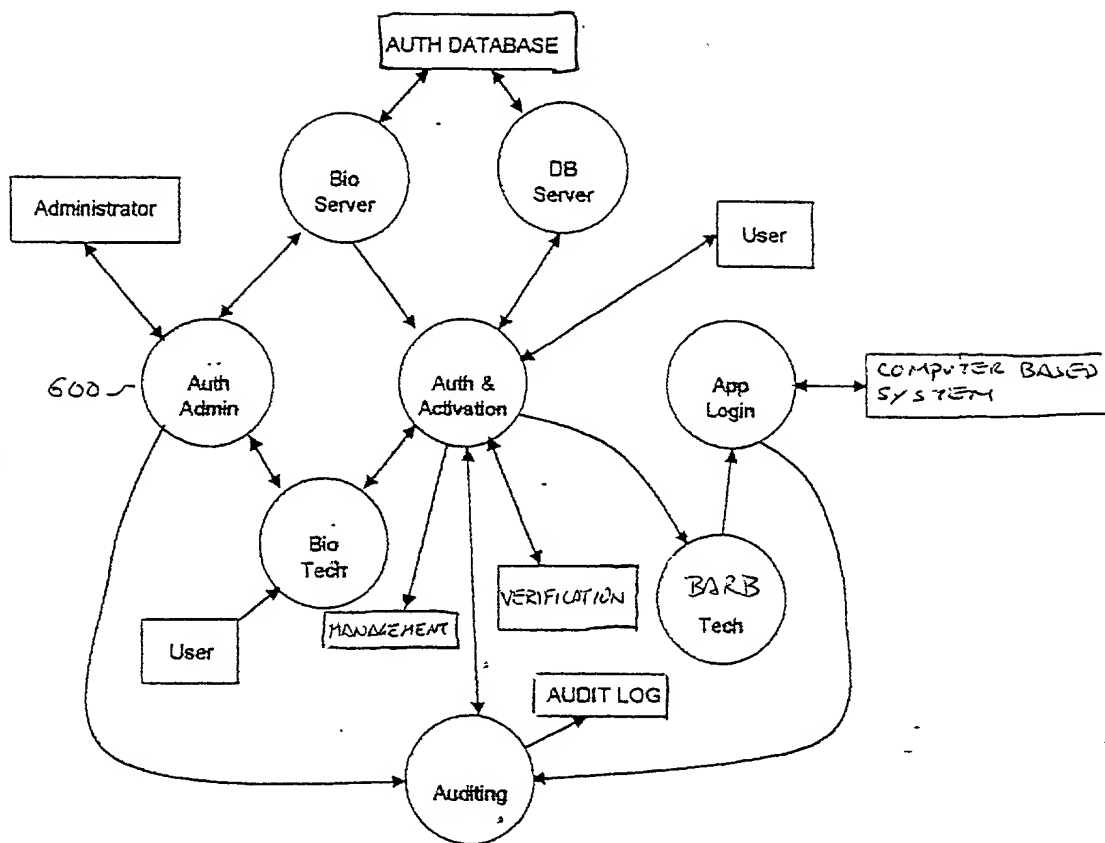 AUTH DATABASE
Bio
Server
DB
Server
Administrator
User
600
Auth
Admin
Auth &
Activation
App
Login
COMPUTER BASED
SYSTEM
Bio
Tech
MANAGEMENT
VERIFICATION
BARB
Tech
User
AUDIT LOG
Auditing